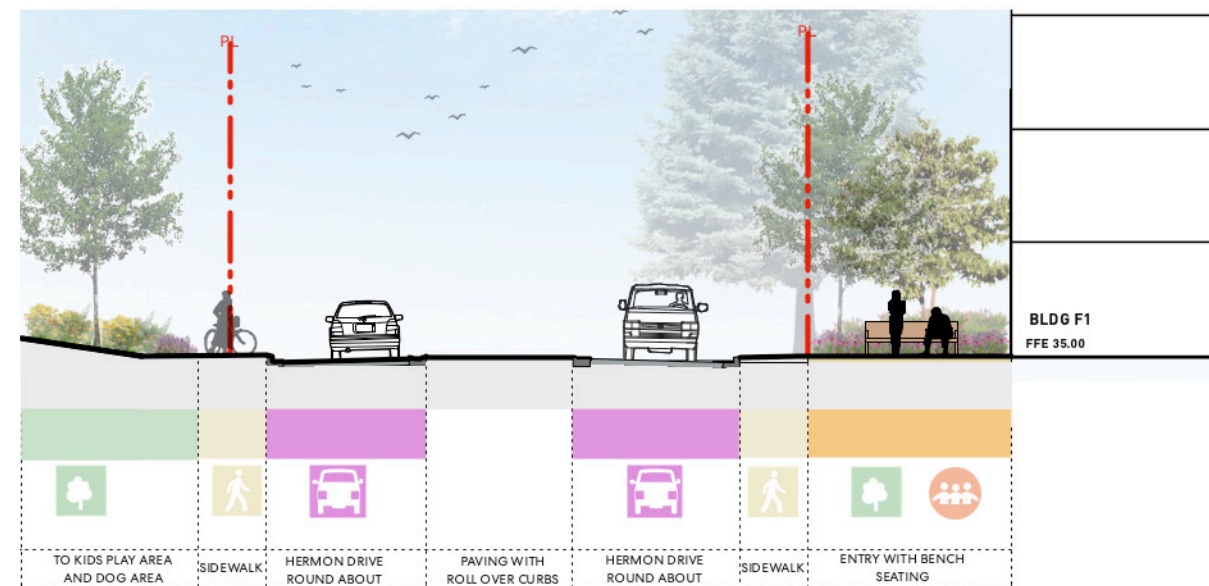 PL
PL
BLDG F1
FFE 35.00
TO KIDS PLAY AREA
AND DOG AREA
SIDEWALK
HERMON DRIVE
ROUND ABOUT
PAVING WITH
ROLL OVER CURBS
HERMON DRIVE
ROUND ABOUT
SIDEWALK
ENTRY WITH BENCH
SEATING